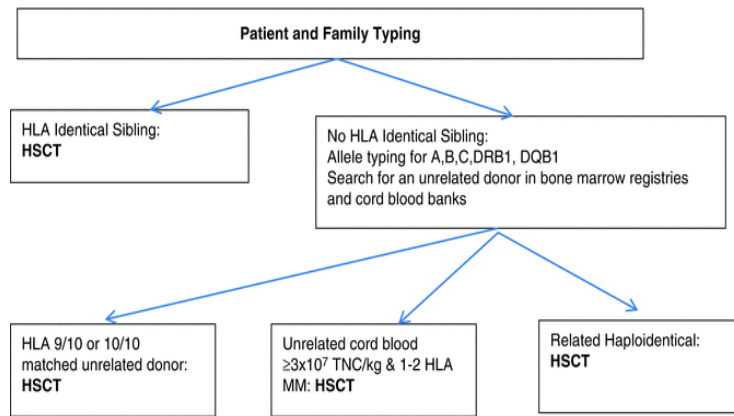 Patient and Family Typing
HLA Identical Sibling:
HSCT
No HLA Identical Sibling:
Allele typing for A,B,C,DRB1, DQB1
Search for an unrelated donor in bone marrow registries
and cord blood banks
HLA 9/10 or 10/10
matched unrelated donor:
HSCT
Unrelated cord blood
≥3x10⁷ TNC/kg & 1-2 HLA
MM: HSCT
Related Haploidentical:
HSCT